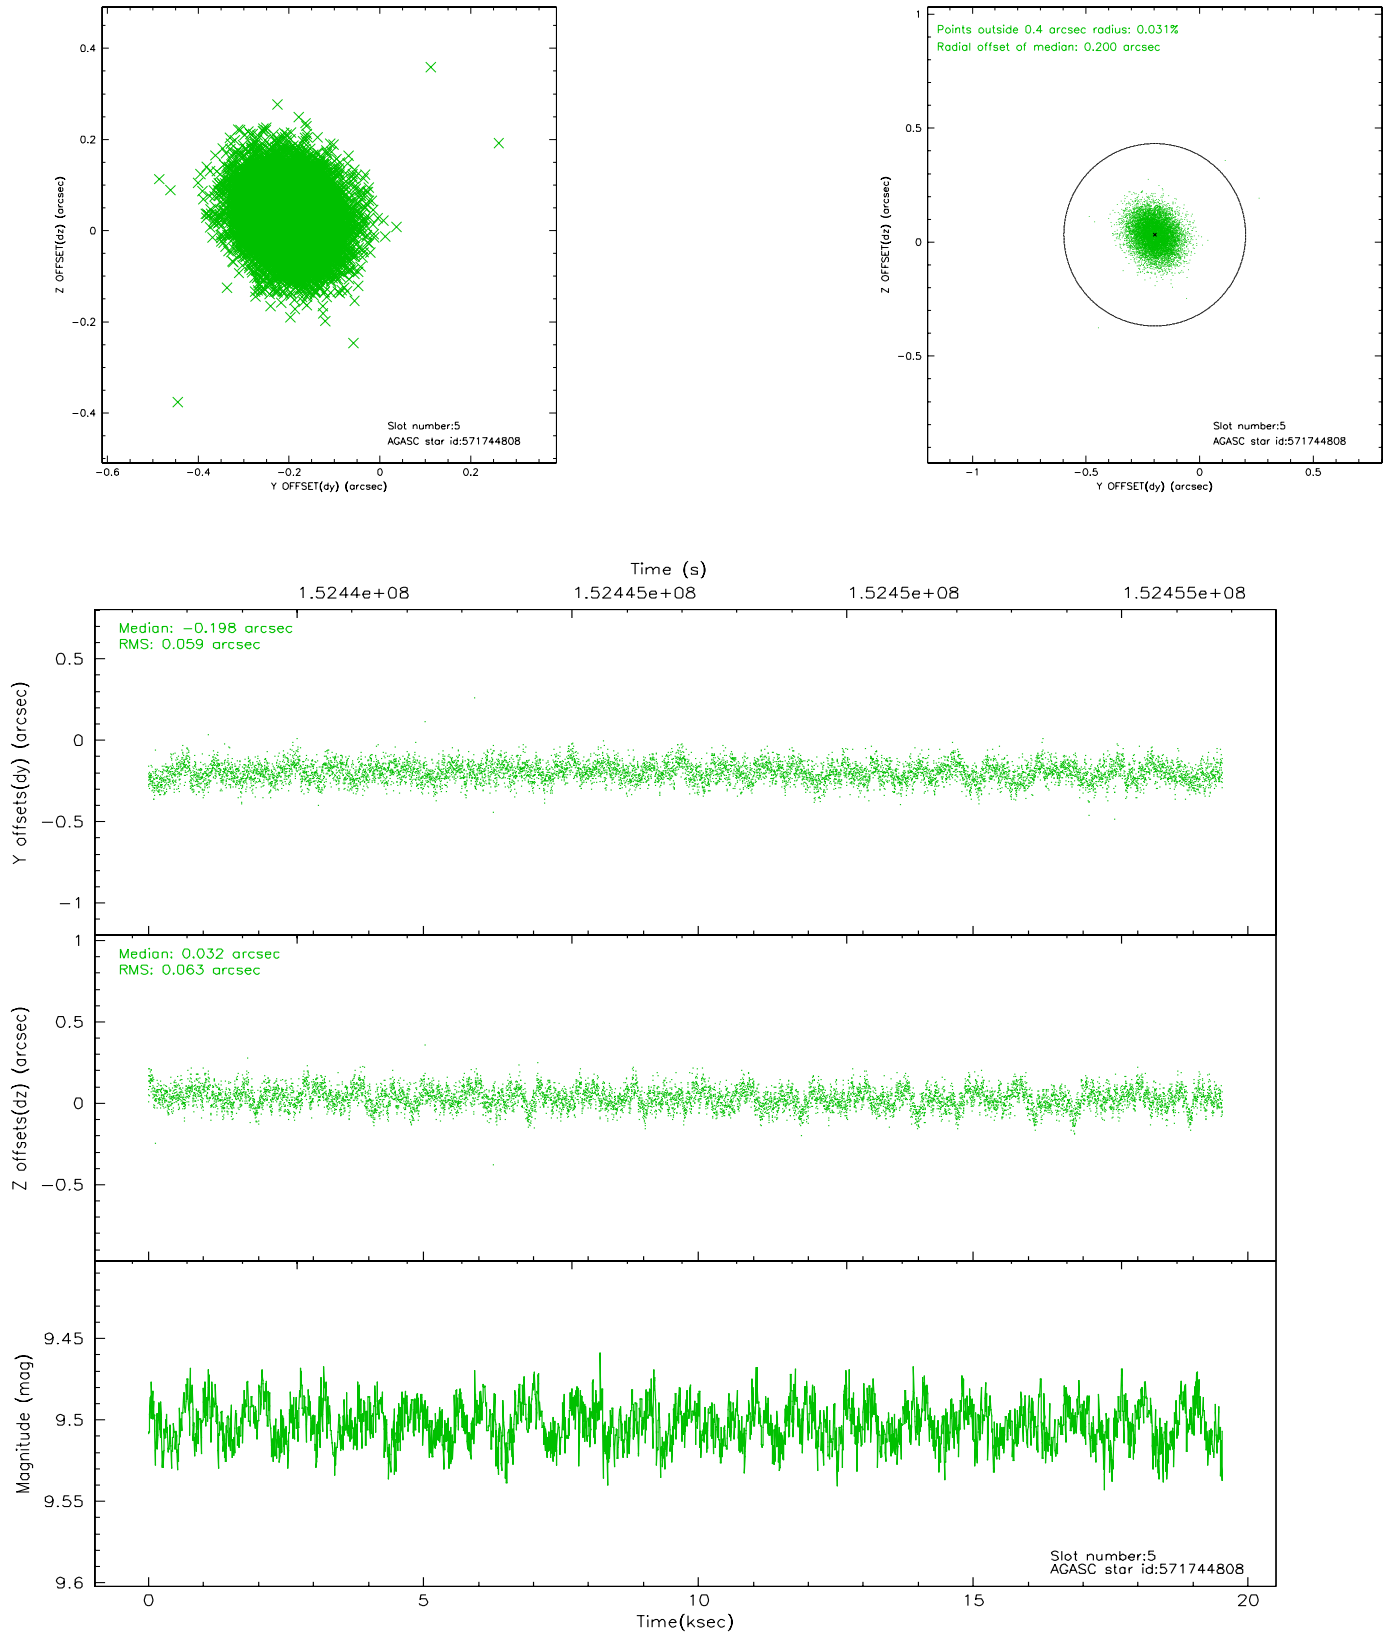 0.4
0.2
0
−0.2
−0.4
Z OFFSET(dz) (arcsec)
Slot number:5
AGASC star id:571744808
−0.6 −0.4 −0.2 0 0.2
Y OFFSET(dy) (arcsec)
Points outside 0.4 arcsec radius: 0.031%
Radial offset of median: 0.200 arcsec
1
0.5
0
−0.5
Z OFFSET(dz) (arcsec)
Slot number:5
AGASC star id:571744808
−1 −0.5 0 0.5
Y OFFSET(dy) (arcsec)
Time (s)
1.5244e+08 1.52445e+08 1.5245e+08 1.52455e+08
Median: −0.198 arcsec
RMS: 0.059 arcsec
0.5
0
−0.5
−1
Y offsets(dy) (arcsec)
Median: 0.032 arcsec
RMS: 0.063 arcsec
1
0.5
0
−0.5
Z offsets(dz) (arcsec)
9.45
9.5
9.55
9.6
Magnitude (mag)
Slot number:5
AGASC star id:571744808
0 5 10 15 20
Time(ksec)